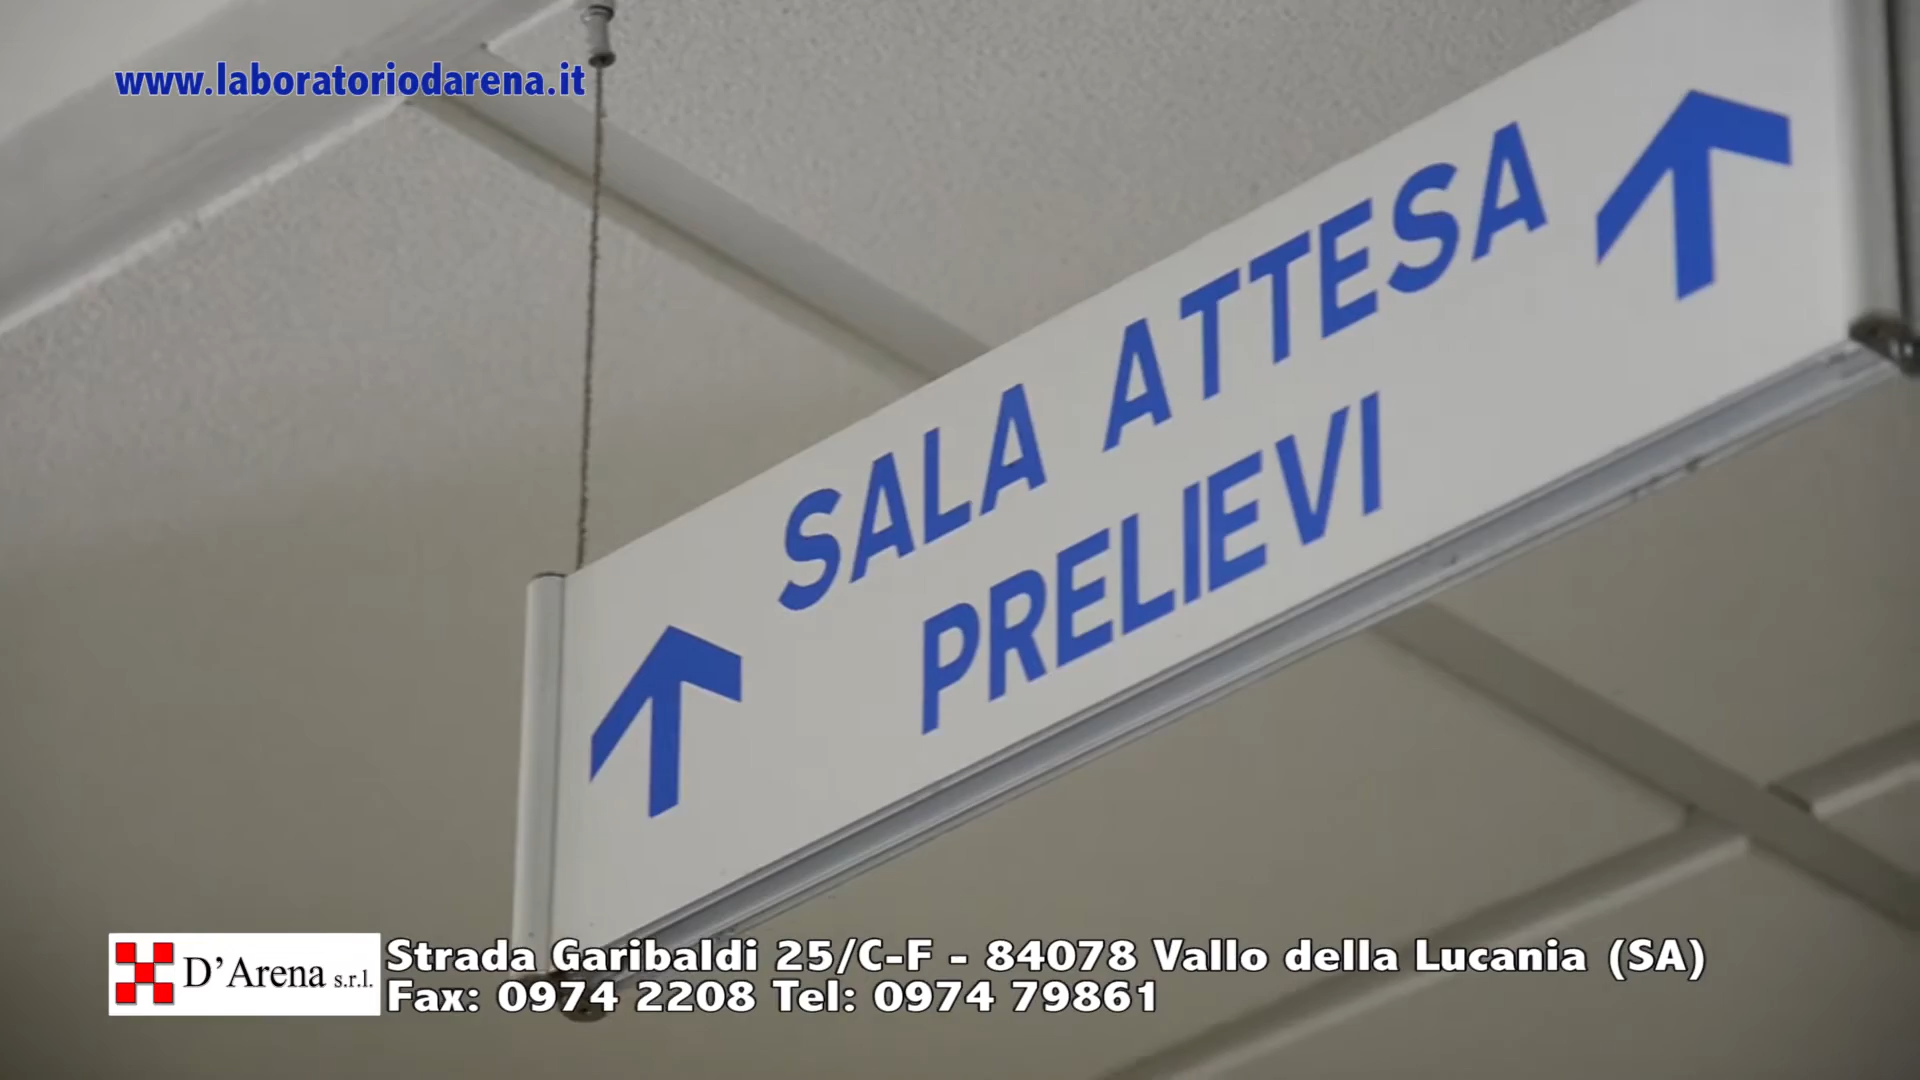 www.laboratoriodarena.it
SALA ATTESA
PRELIEVI
D'Arena s.r.l.
Strada Garibaldi 25/C-F - 84078 Vallo della Lucania (SA)
Fax: 0974 2208 Tel: 0974 79861